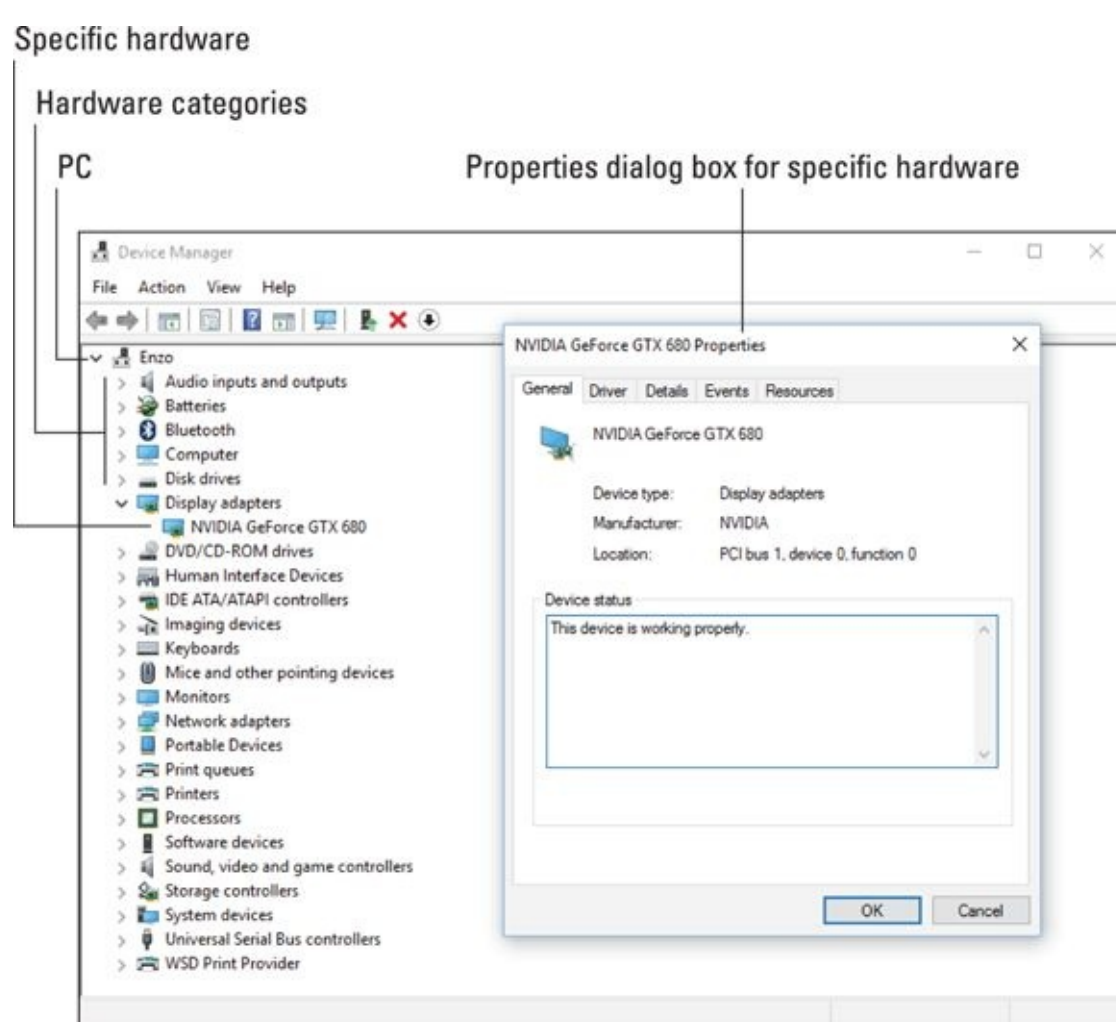 Specific hardware
Hardware categories
PC
Properties dialog box for specific hardware
Device Manager
File Action View Help
Enzo
Audio inputs and outputs
Batteries
Bluetooth
Computer
Disk drives
Display adapters
NVIDIA GeForce GTX 680
DVD/CD-ROM drives
Human Interface Devices
IDE ATA/ATAPI controllers
Imaging devices
Keyboards
Mice and other pointing devices
Monitors
Network adapters
Portable Devices
Print queues
Printers
Processors
Software devices
Sound, video and game controllers
Storage controllers
System devices
Universal Serial Bus controllers
WSD Print Provider
NVIDIA GeForce GTX 680 Properties
General Driver Details Events Resources
NVIDIA GeForce GTX 680
Device type: Display adapters
Manufacturer: NVIDIA
Location: PCI bus 1, device 0, function 0
Device status
This device is working properly.
OK Cancel